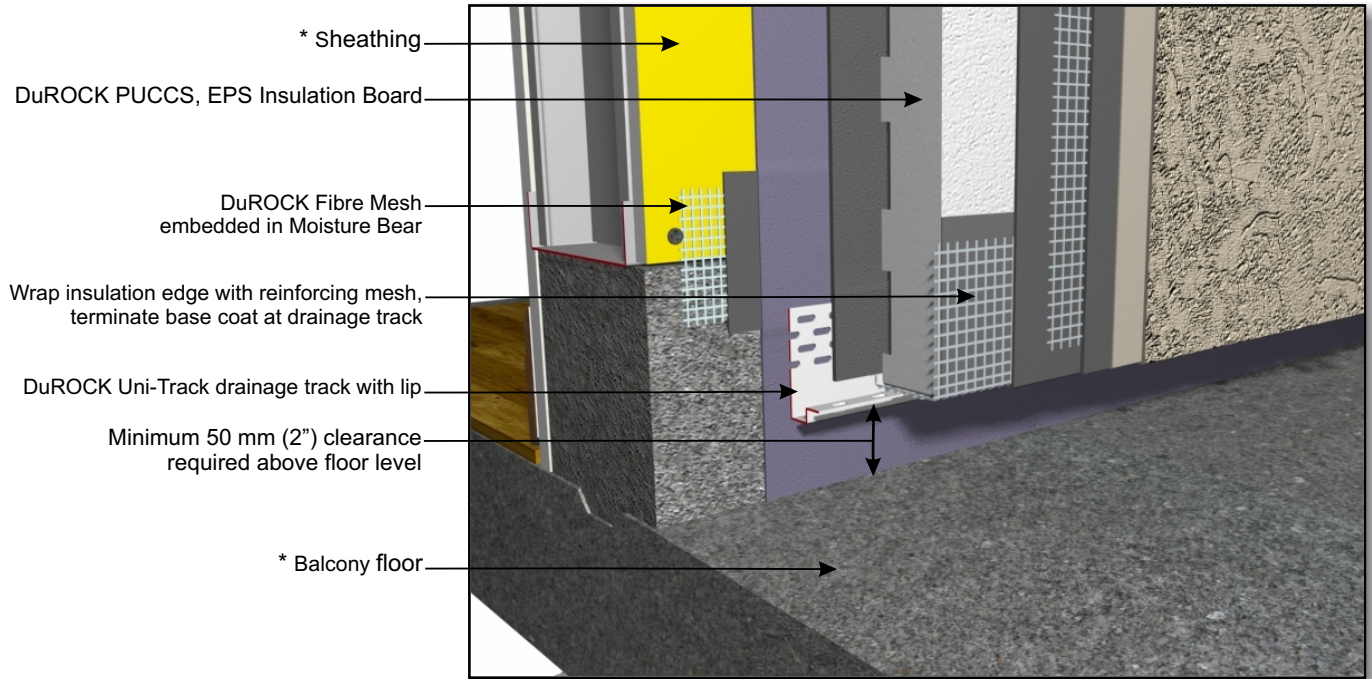 * Sheathing
DuROCK PUCCS, EPS Insulation Board
DuROCK Fibre Mesh
embedded in Moisture Bear
Wrap insulation edge with reinforcing mesh,
terminate base coat at drainage track
DuROCK Uni-Track drainage track with lip
Minimum 50 mm (2”) clearance
required above floor level
* Balcony floor